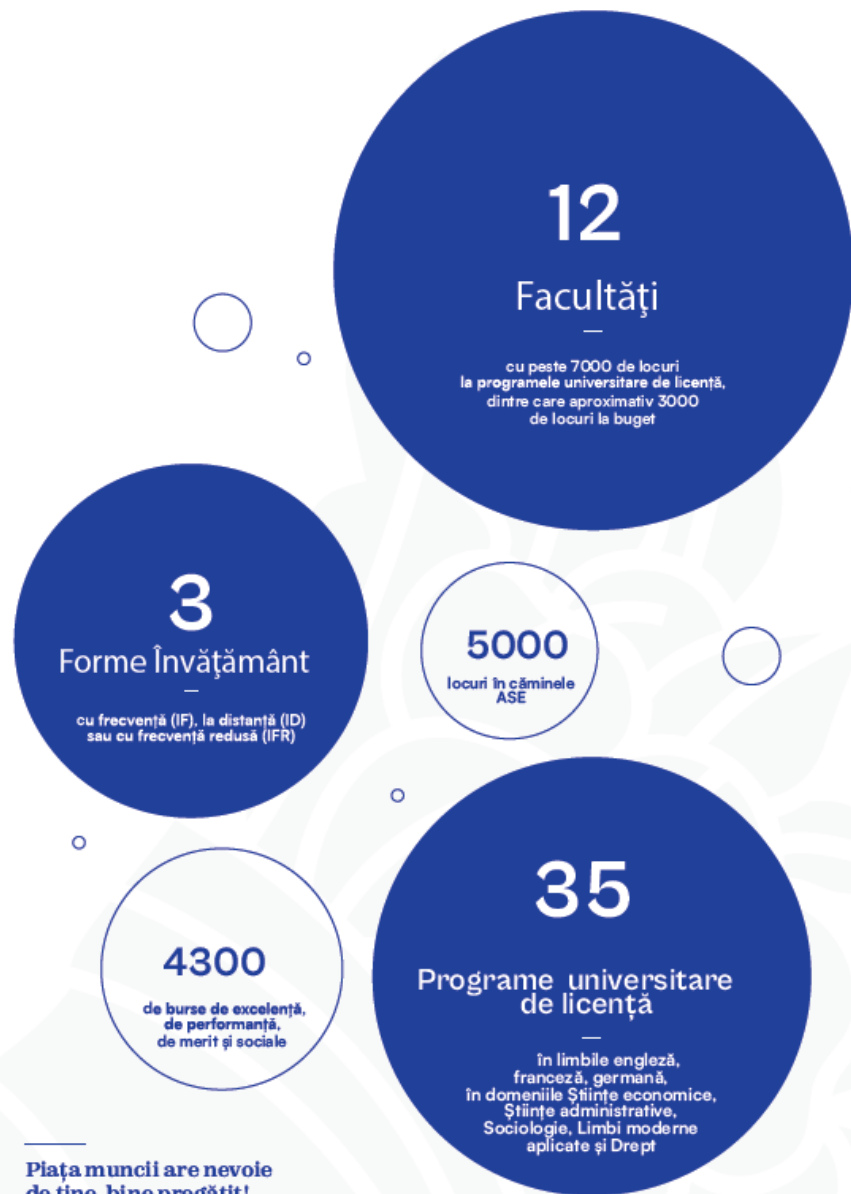 12
Facultăţi
cu peste 7000 de locuri
la programele universitare de licență,
dintre care aproximativ 3000
de locuri la buget
3
Forme Învăţământ
cu frecvență (IF), la distanță (ID)
sau cu frecvență redusă (IFR)
5000
locuri în căminele
ASE
4300
de burse de excelență,
de performanță,
de merit și sociale
35
Programe universitare
de licență
în limbile engleză,
franceză, germană,
în domeniile Științe economice,
Științe administrative,
Sociologie, Limbi moderne
aplicate și Drept
Piața muncii are nevoie
de tine, bine pregătit!